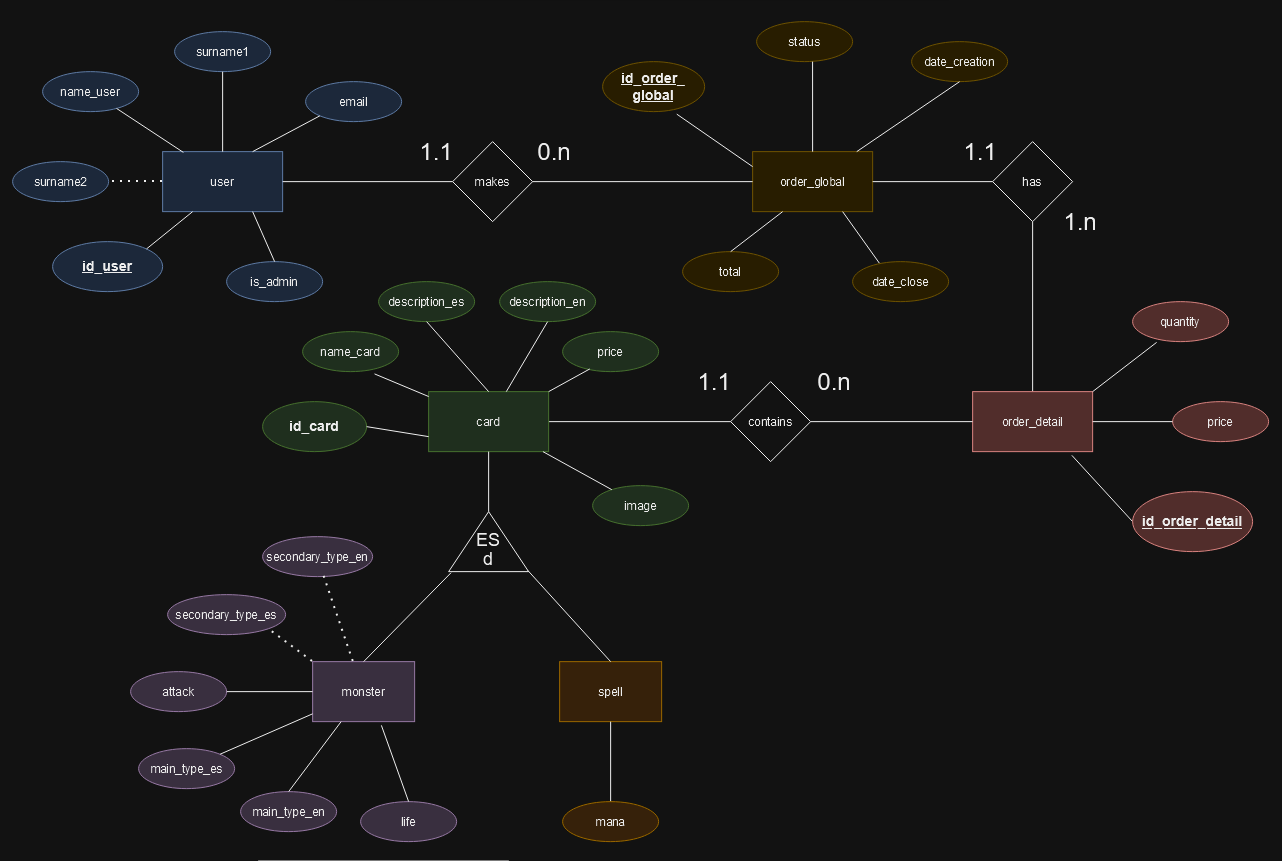 status
surname1
date_creation
id_order_
global
name_user
email
1.1
0.n
1.1
surname2
user
makes
order_global
has
1.n
id_user
is_admin
total
date_close
description_es
description_en
quantity
name_card
price
1.1
0.n
id_card
card
contains
order_detail
price
image
id_order_detail
ES
d
secondary_type_en
secondary_type_es
attack
monster
spell
main_type_es
main_type_en
life
mana